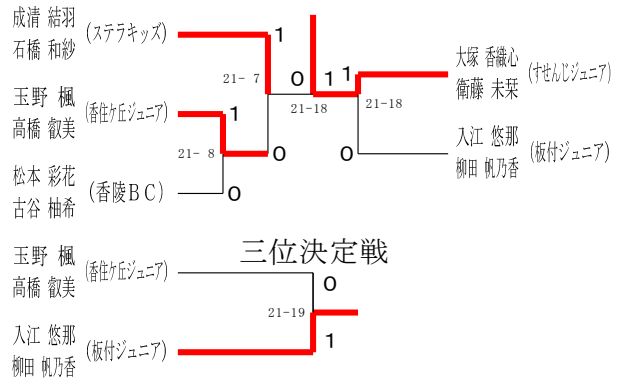 成清 結羽
石橋 和紗
(ステラキッズ)
1
21- 7
玉野 楓
高橋 叡美
(香住ケ丘ジュニア)
1
21- 8
0
松本 彩花
古谷 柚希
(香陵BC)
0
0
1
21-18
1
大塚 香織心
衛藤 未栞
(すせんじジュニア)
21-18
0
入江 悠那
柳田 帆乃香
(板付ジュニア)
三位決定戦
玉野 楓
高橋 叡美
(香住ケ丘ジュニア)
0
21-19
1
入江 悠那
柳田 帆乃香
(板付ジュニア)